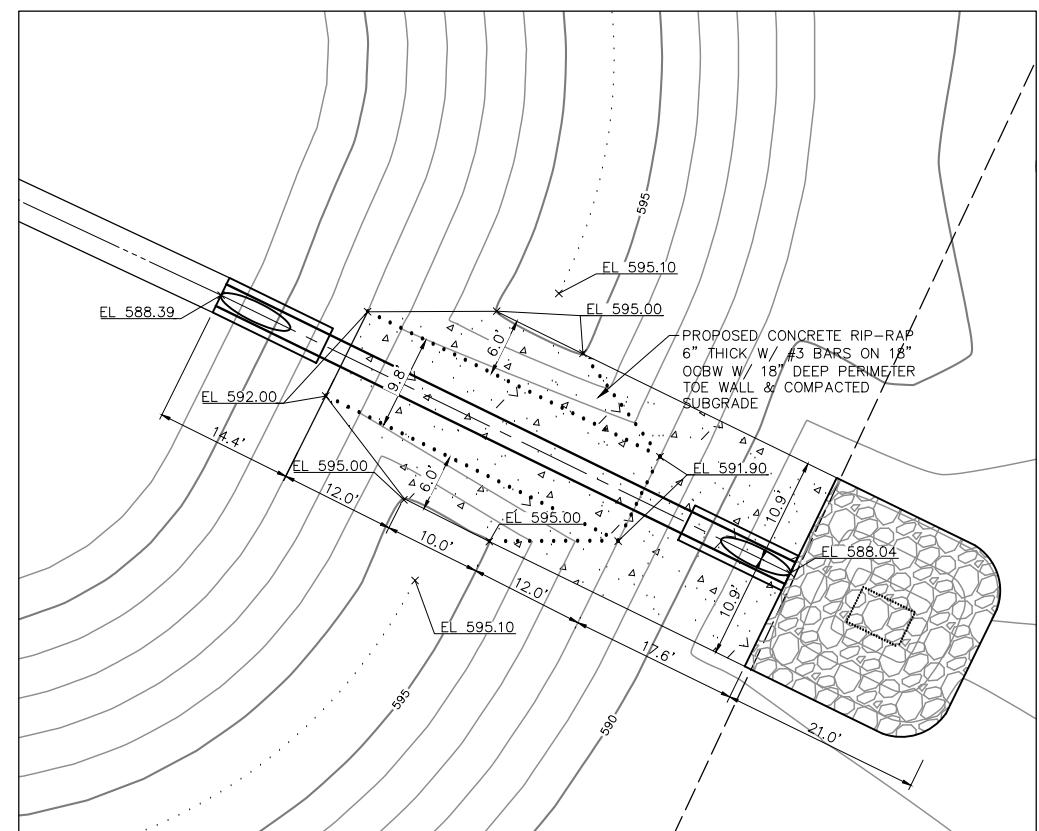 595
EL 595.10
EL 588.39
EL 595.00
PROPOSED CONCRETE RIP-RAP
6" THICK W/ #3 BARS ON 18"
OCBW W/ 18" DEEP PERIMETER
TOE WALL & COMPACTED
SUBGRADE
6.0'
9.8'
EL 592.00
14.4'
EL 595.00
6.0'
EL 591.90
12.0'
EL 595.00
10.9'
10.0'
EL 588.04
12.0'
10.9'
EL 595.10
17.6'
595
590
21.0'